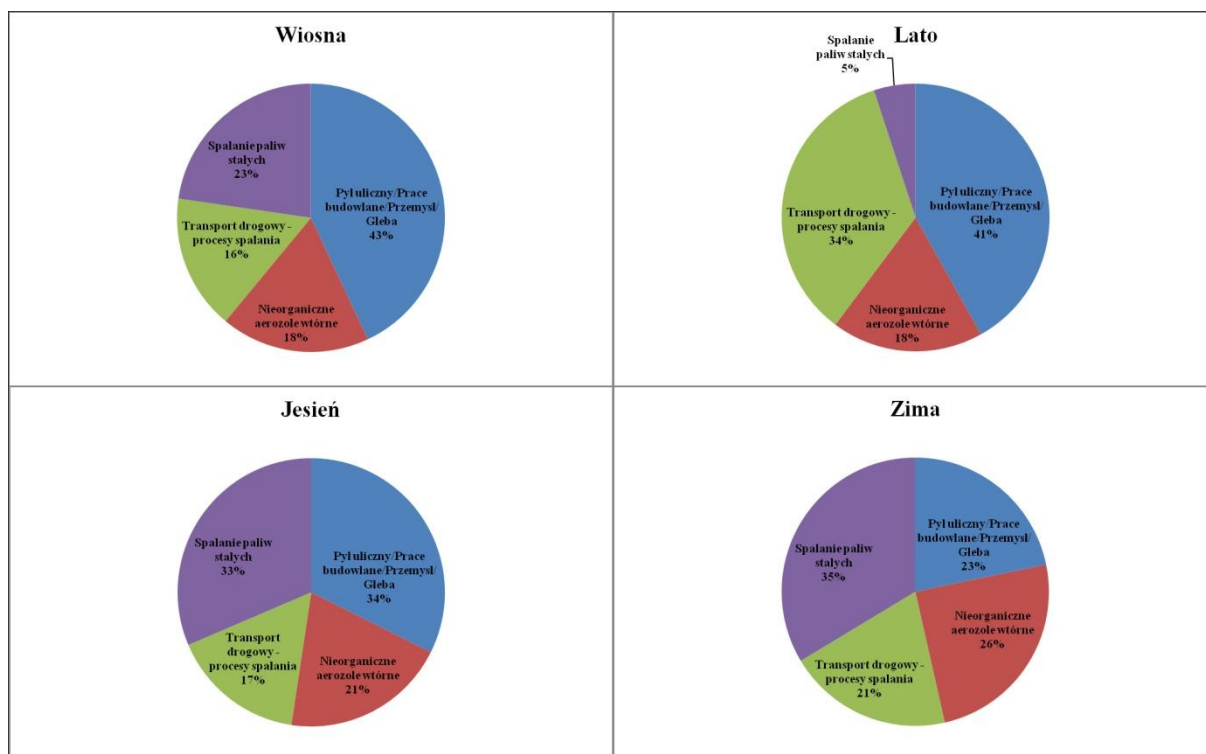 Wiosna
Spalanie paliw
stałych
23%
Pył uliczny/Prace
budowlane/Przemysł/
Gleba
43%
Transport drogowy -
procesy spalania
16%
Nieorganiczne
aerozole wtórne
18%
Lato
Spalanie
paliw stałych
5%
Transport drogowy -
procesy spalania
34%
Pył uliczny/Prace
budowlane/Przemysł/
Gleba
41%
Nieorganiczne
aerozole wtórne
18%
Jesień
Spalanie paliw
stałych
33%
Pył uliczny/Prace
budowlane/Przemysł/
Gleba
34%
Transport
drogowy -
procesy spalania
17%
Nieorganiczne
aerozole wtórne
21%
Zima
Spalanie paliw
stałych
35%
Pył uliczny/Prace
budowlane/Przemysł/
Gleba
23%
Nieorganiczne
aerozole wtórne
26%
Transport drogowy -
procesy spalania
21%